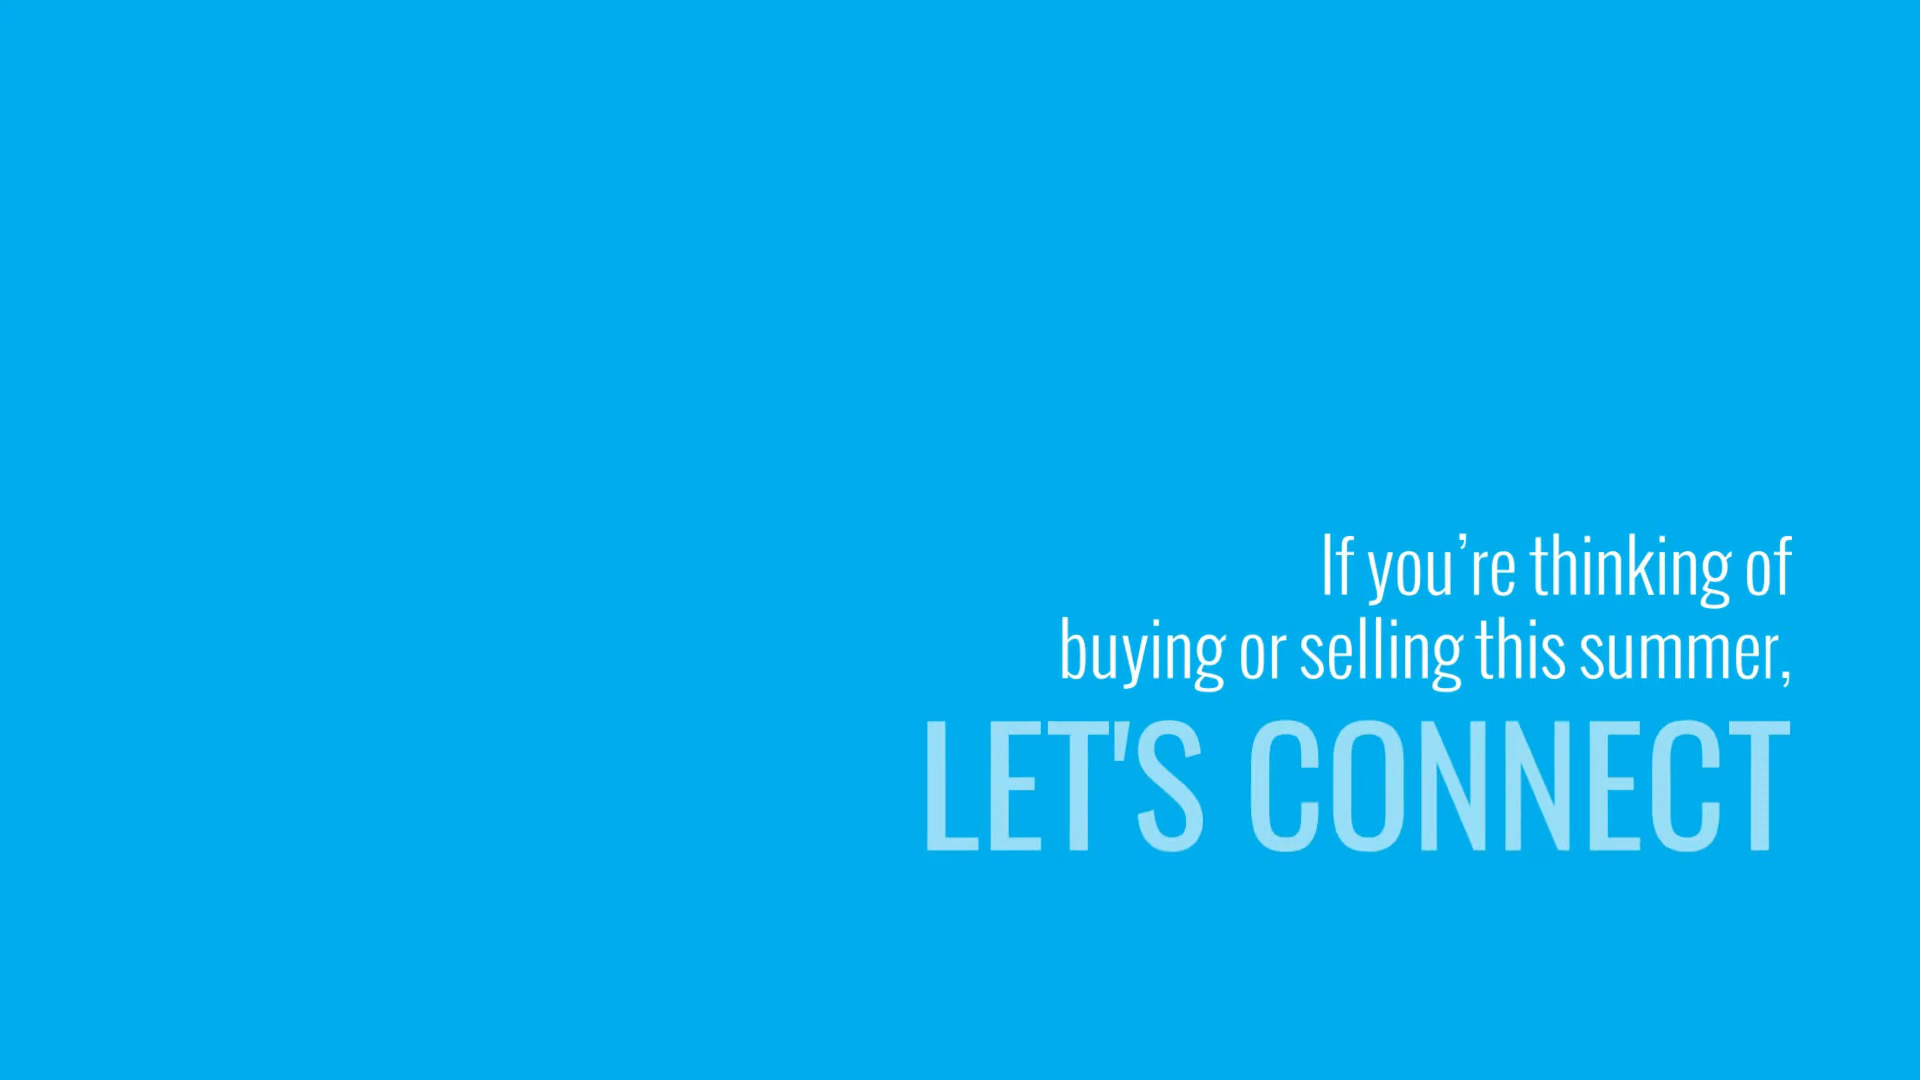 If you’re thinking of
buying or selling this summer,
LET'S CONNECT